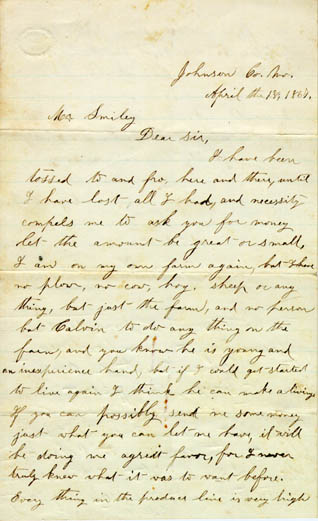 Johnson Co. Mo.
April the 13, 186
Mr Smiley
Dear sir,
I have been
tossed to and fro, here and there, until
I have lost all I had, and necessity
compels me to ask you for money
let the amount be great or small,
I am on my own farm again, but I have
no plow, no cow, hog, sheep or any
thing, but just the farm, and no person
but Calvin to do any thing on the
farm, and you know he is young and
an inexperience hand, but if I could get started
to live again I think he can make a living
If you can possibly send me some money
just what you can let me have, it will
be doing me a great favor, for I never
truly knew what it was to want before.
Every thing in the produce line is very high